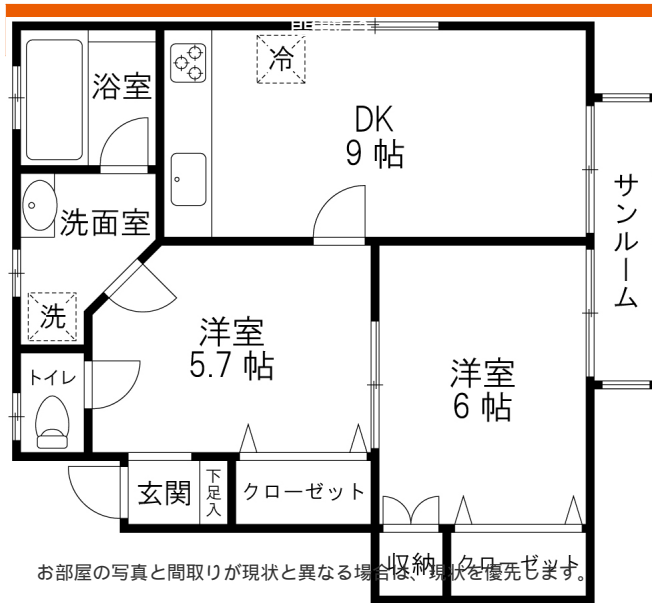 浴室
冷
DK
9 帖
サンルーム
洗面室
洗
洋室
5.7 帖
洋室
6 帖
トイレ
玄関
下足入
クローゼット
収納
クローゼット
お部屋の写真と間取りが現状と異なる場合は、現状を優先します。